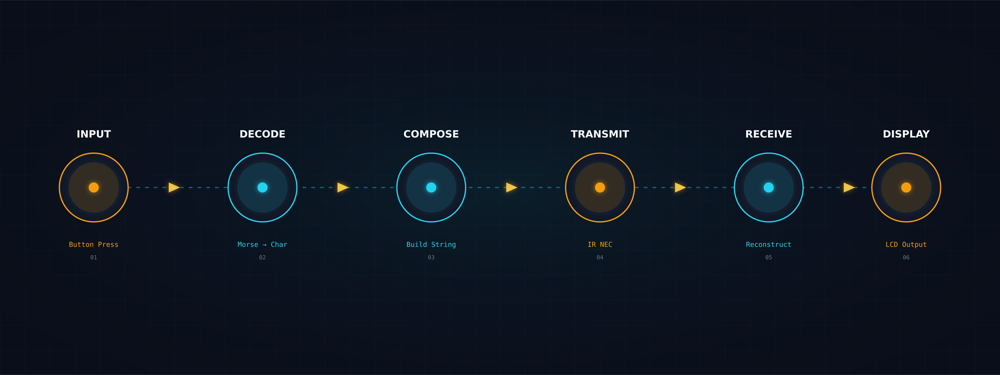 INPUT
DECODE
COMPOSE
TRANSMIT
RECEIVE
DISPLAY
Button Press
Morse → Char
Build String
IR NEC
Reconstruct
LCD Output
01
02
03
04
05
06